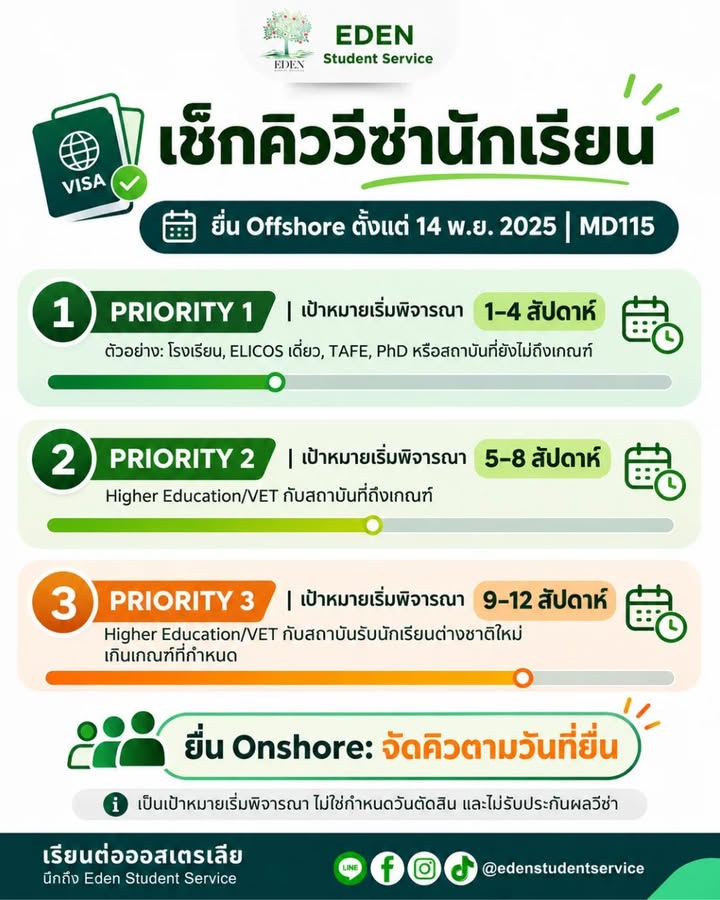 EDEN
EDEN
Student Service
เช็กคิววีซ่านักเรียน
VISA
ยื่น Offshore ตั้งแต่ 14 พ.ย. 2025 | MD115
1 PRIORITY 1 | เป้าหมายเริ่มพิจารณา 1–4 สัปดาห์
ตัวอย่าง: โรงเรียน, ELICOS เดี่ยว, TAFE, PhD หรือสถาบันที่ยังไม่ถึงเกณฑ์
2 PRIORITY 2 | เป้าหมายเริ่มพิจารณา 5–8 สัปดาห์
Higher Education/VET กับสถาบันที่ถึงเกณฑ์
3 PRIORITY 3 | เป้าหมายเริ่มพิจารณา 9–12 สัปดาห์
Higher Education/VET กับสถาบันรับนักเรียนต่างชาติใหม่
เกินเกณฑ์ที่กำหนด
ยื่น Onshore: จัดคิวตามวันที่ยื่น
เป็นเป้าหมายเริ่มพิจารณา ไม่ใช่กำหนดวันตัดสิน และไม่รับประกันผลวีซ่า
เรียนต่อออสเตรเลีย
นึกถึง Eden Student Service
LINE
@edenstudentservice